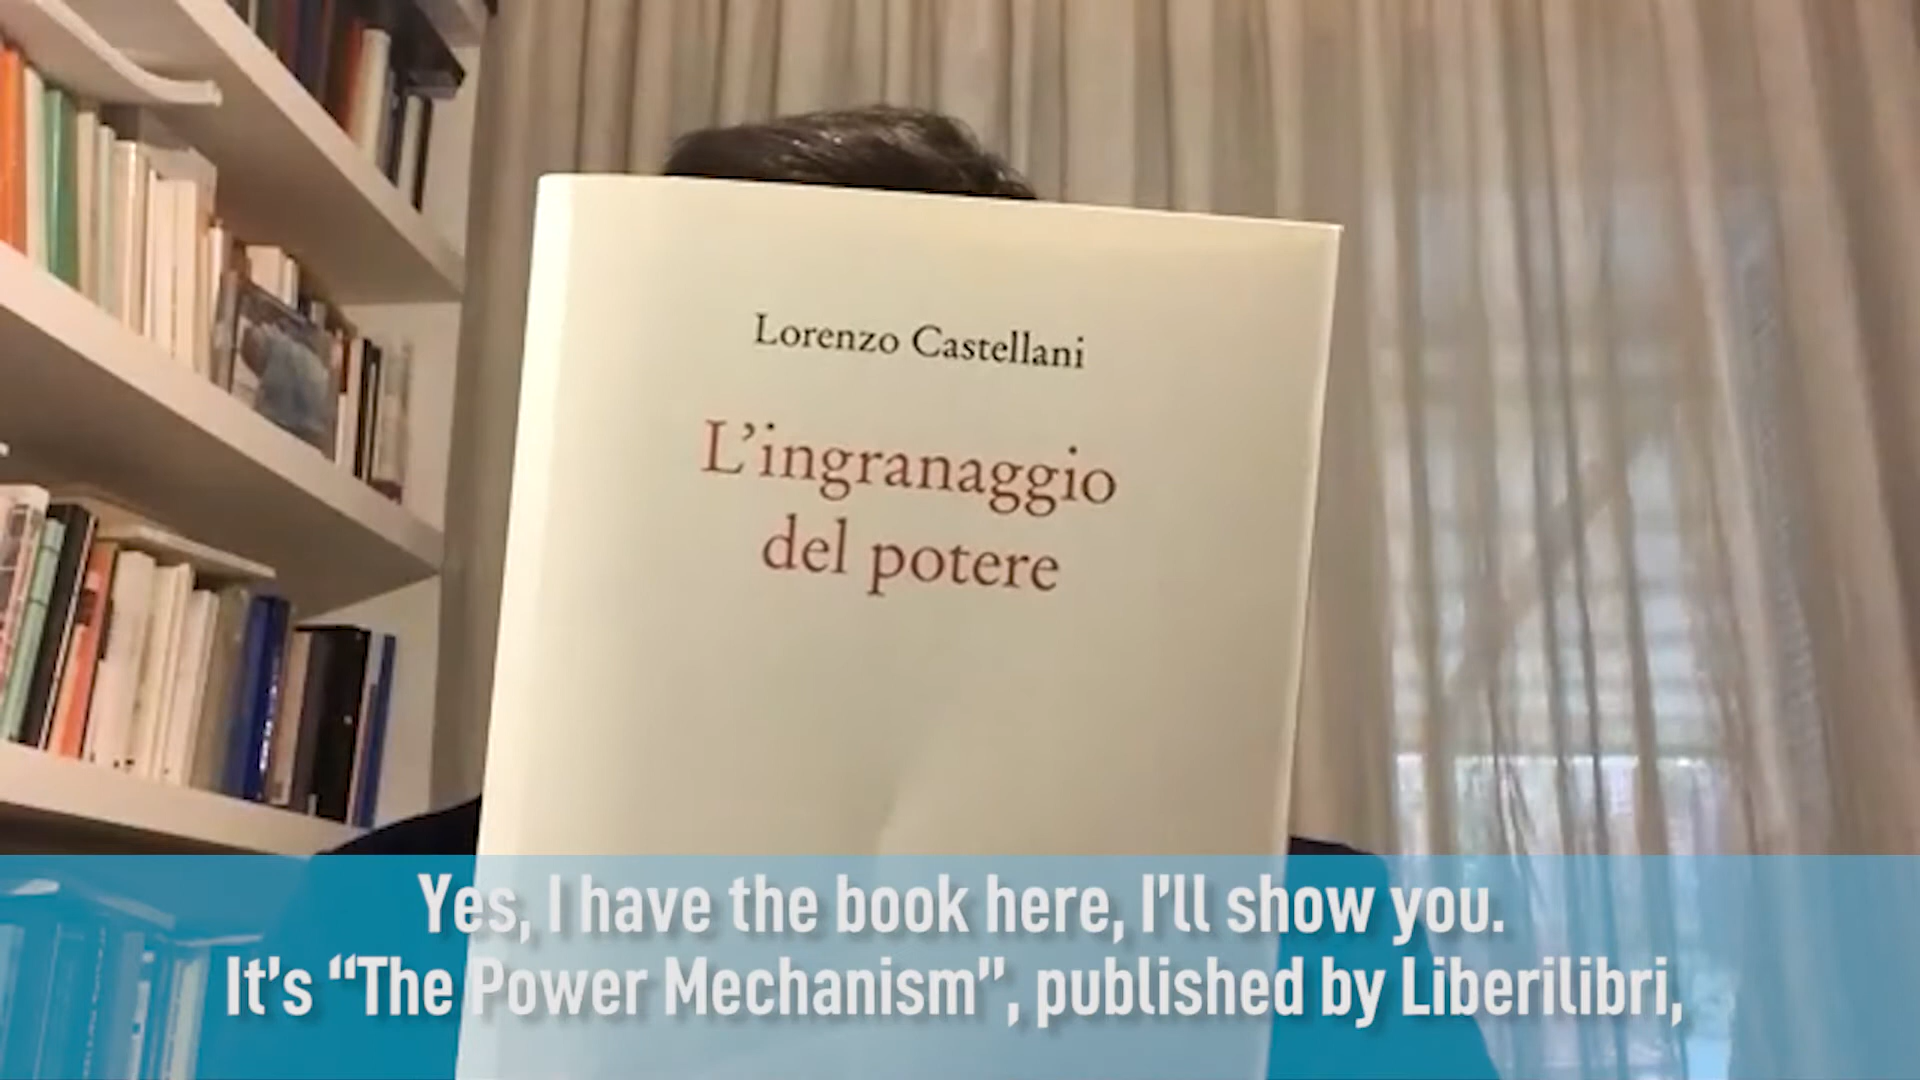 Lorenzo Castellani
L'ingranaggio
del potere
Yes, I have the book here, I'll show you.
It's “The Power Mechanism”, published by Liberilibri,